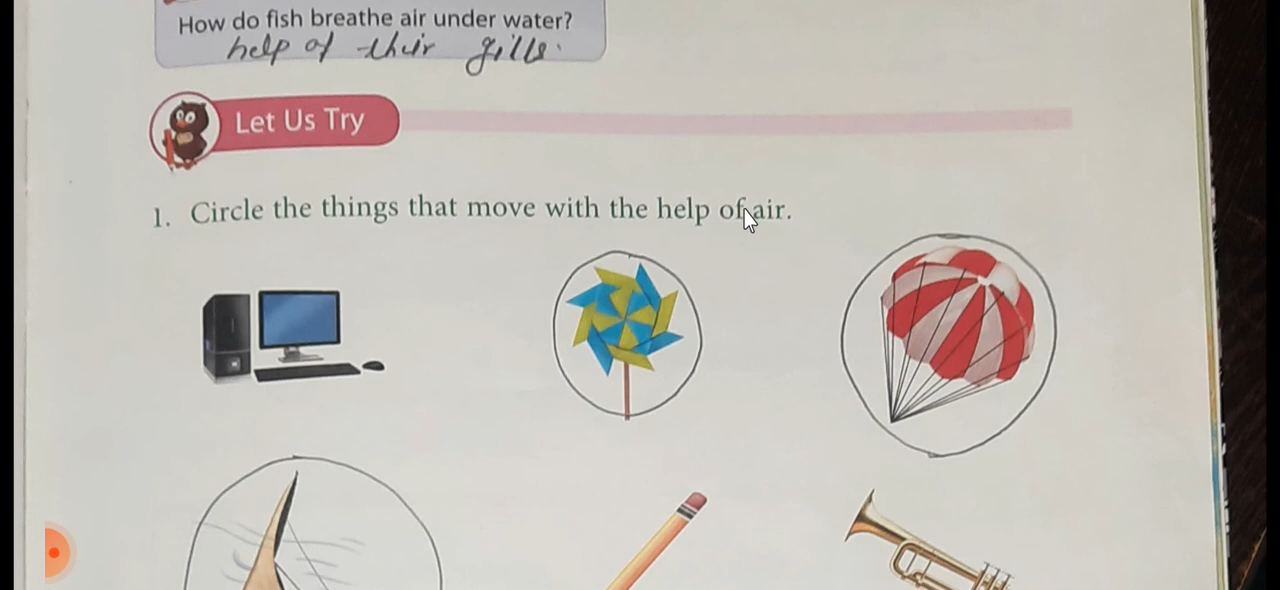 How do fish breathe air under water?
help of their gills.
Let Us Try
1. Circle the things that move with the help of air.